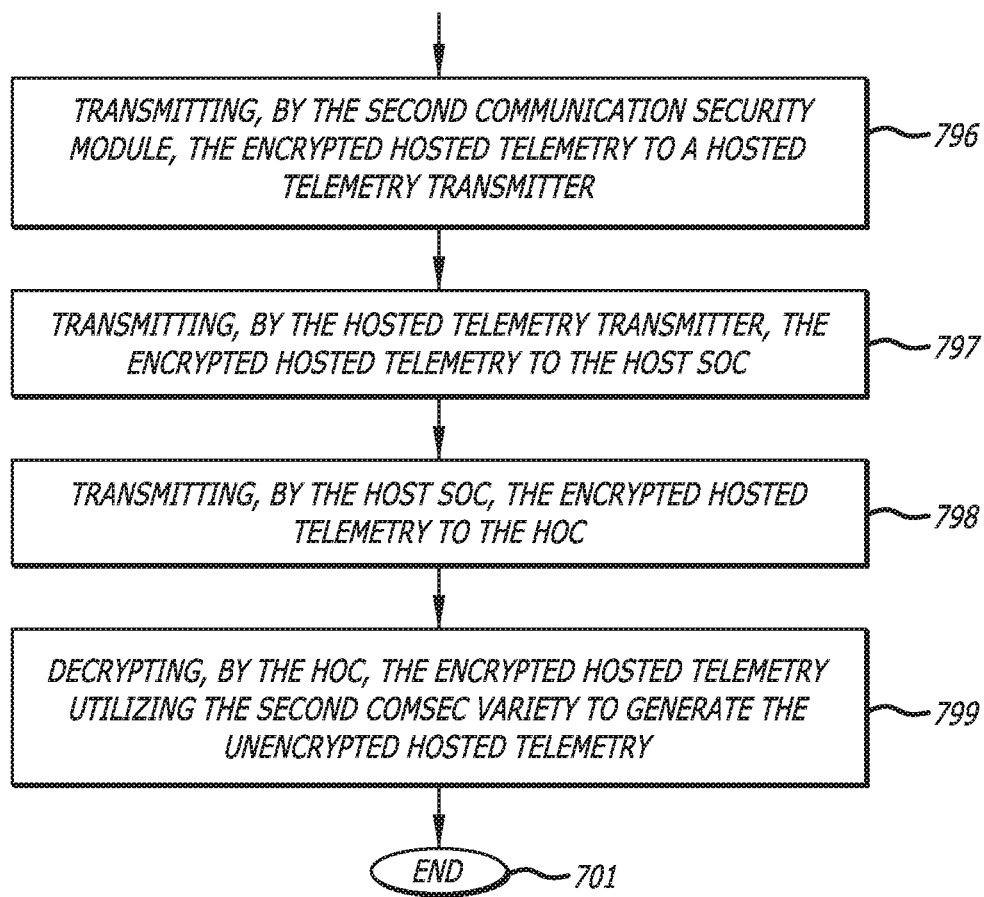 TRANSMITTING, BY THE SECOND COMMUNICATION SECURITY
MODULE, THE ENCRYPTED HOSTED TELEMETRY TO A HOSTED
TELEMETRY TRANSMITTER
796
TRANSMITTING, BY THE HOSTED TELEMETRY TRANSMITTER, THE
ENCRYPTED HOSTED TELEMETRY TO THE HOST SOC
797
TRANSMITTING, BY THE HOST SOC, THE ENCRYPTED HOSTED
TELEMETRY TO THE HOC
798
DECRYPTING, BY THE HOC, THE ENCRYPTED HOSTED TELEMETRY
UTILIZING THE SECOND COMSEC VARIETY TO GENERATE THE
UNENCRYPTED HOSTED TELEMETRY
799
END
701